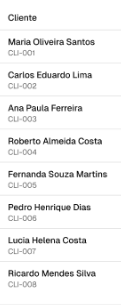 Cliente
Maria Oliveira Santos
CLI-001
Carlos Eduardo Lima
CLI-002
Ana Paula Ferreira
CLI-003
Roberto Almeida Costa
CLI-004
Fernanda Souza Martins
CLI-005
Pedro Henrique Dias
CLI-006
Lucia Helena Costa
CLI-007
Ricardo Mendes Silva
CLI-008